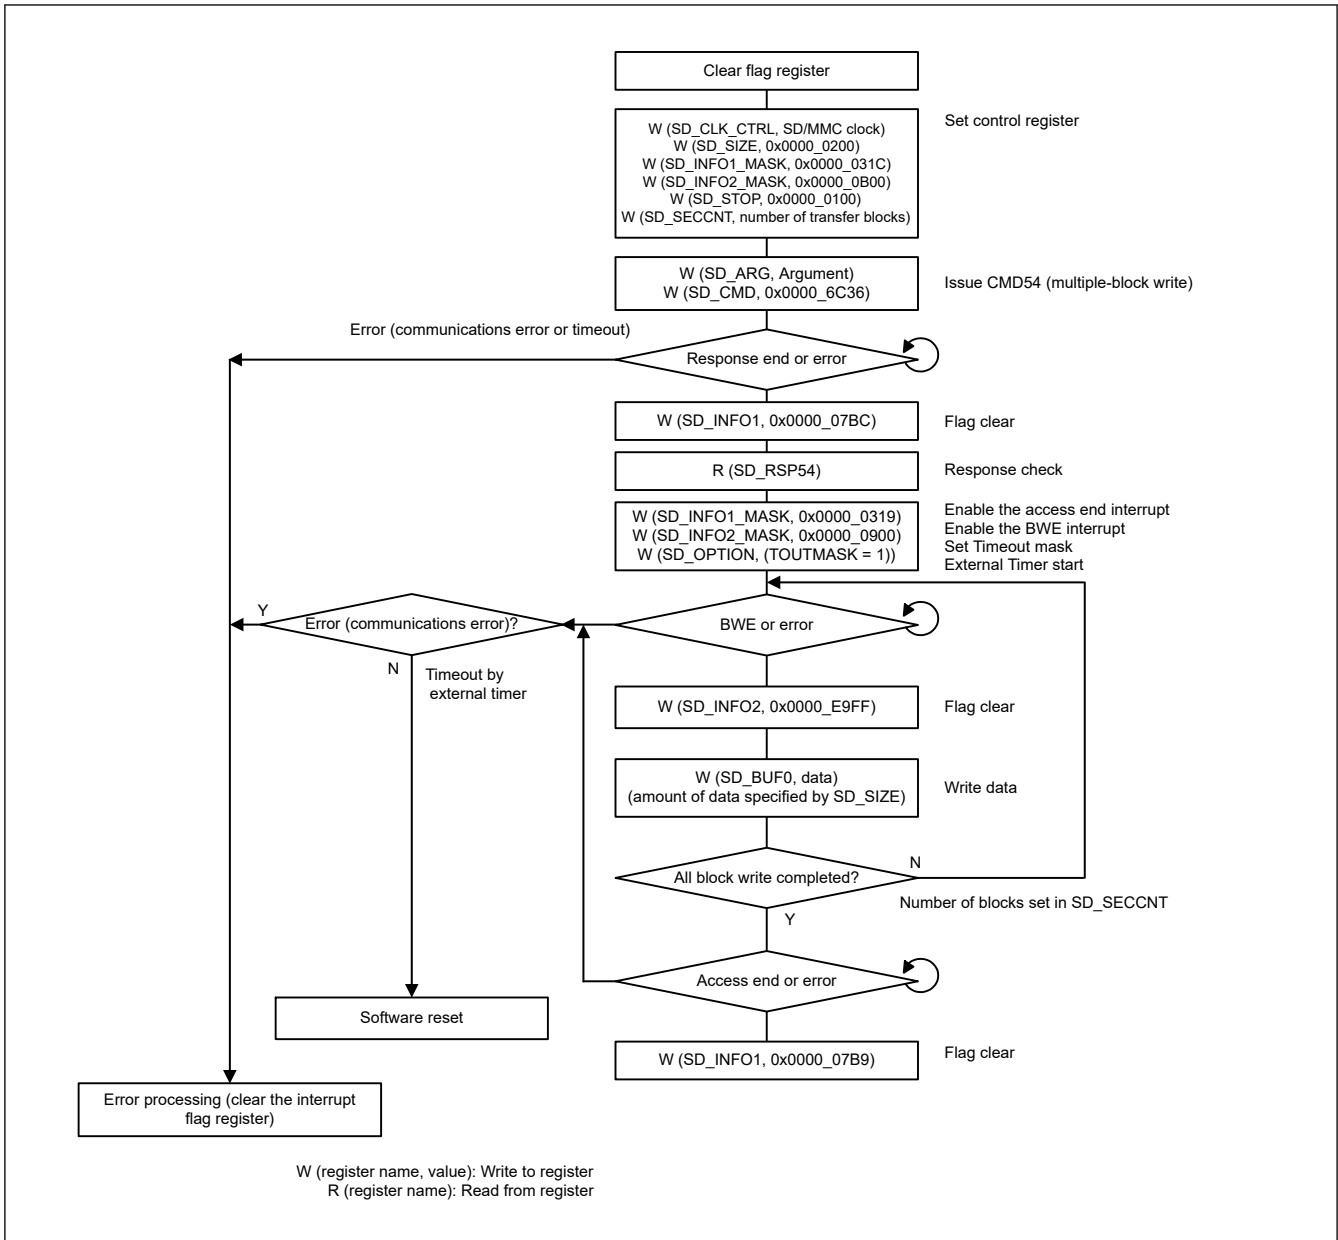 Clear flag register
W (SD_CLK_CTRL, SD/MMC clock)
W (SD_SIZE, 0x0000_0200)
W (SD_INFO1_MASK, 0x0000_031C)
W (SD_INFO2_MASK, 0x0000_0B00)
W (SD_STOP, 0x0000_0100)
W (SD_SECCNT, number of transfer blocks)
Set control register
W (SD_ARG, Argument)
W (SD_CMD, 0x0000_6C36)
Issue CMD54 (multiple-block write)
Error (communications error or timeout)
Response end or error
W (SD_INFO1, 0x0000_07BC)
Flag clear
R (SD_RSP54)
Response check
W (SD_INFO1_MASK, 0x0000_0319)
W (SD_INFO2_MASK, 0x0000_0900)
W (SD_OPTION, (TOUTMASK = 1))
Enable the access end interrupt
Enable the BWE interrupt
Set Timeout mask
External Timer start
Y
Error (communications error)?
BWE or error
N
Timeout by
external timer
W (SD_INFO2, 0x0000_E9FF)
Flag clear
W (SD_BUF0, data)
(amount of data specified by SD_SIZE)
Write data
All block write completed?
N
Number of blocks set in SD_SECCNT
Y
Access end or error
Software reset
W (SD_INFO1, 0x0000_07B9)
Flag clear
Error processing (clear the interrupt
flag register)
W (register name, value): Write to register
R (register name): Read from register